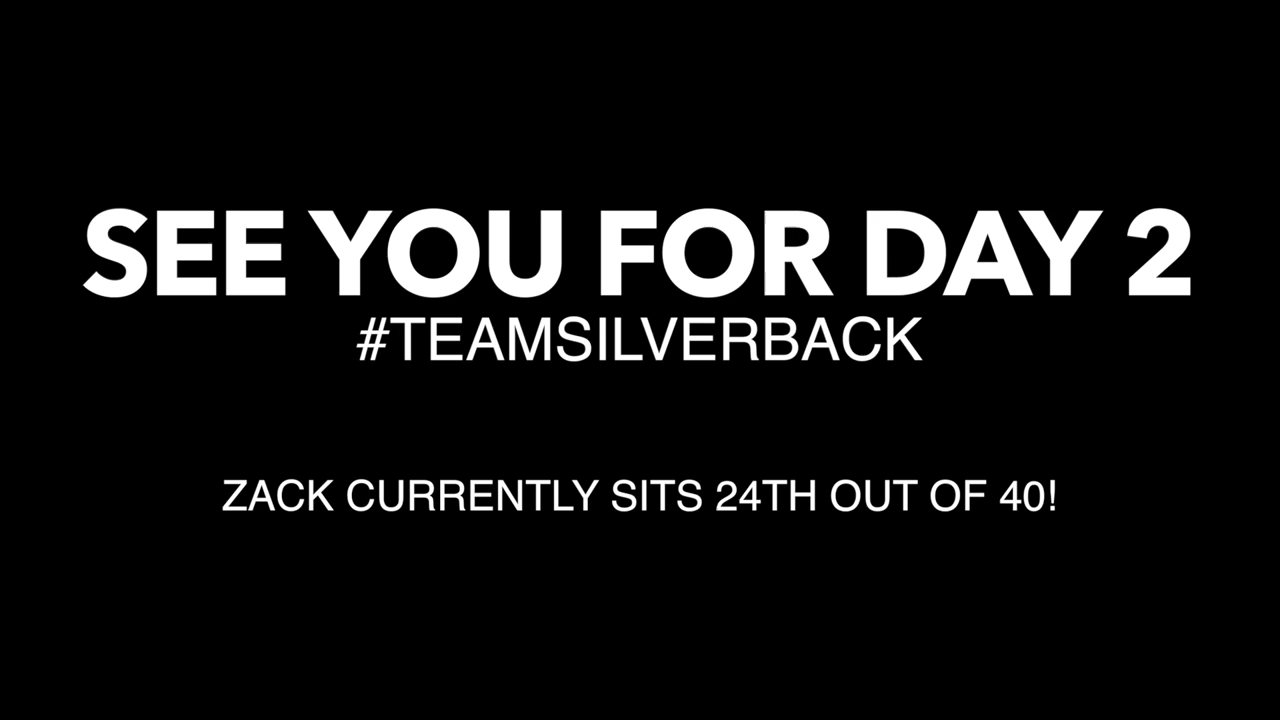 SEE YOU FOR DAY 2
#TEAMSILVERBACK
ZACK CURRENTLY SITS 24TH OUT OF 40!